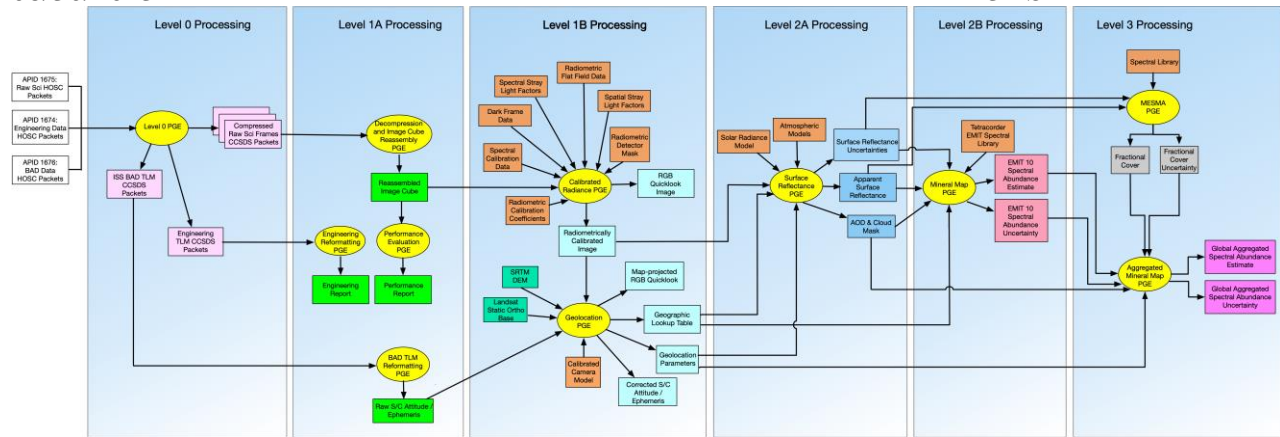 Level 0 Processing
Level 1A Processing
Level 1B Processing
Level 2A Processing
Level 2B Processing
Level 3 Processing
APID 1675:
Raw Sci HOSC
Packets
APID 1674:
Engineering Data
HOSC Packets
APID 1676:
BAD Data
HOSC Packets
Level 0 PGE
Compressed
Raw Sci Frames
CCSDS Packets
ISS BAD TLM
CCSDS
Packets
Engineering
TLM CCSDS
Packets
Decompression
and Image Cube
Reassembly
PGE
Reassembled
Image Cube
Engineering
Reformatting
PGE
Performance
Evaluation
PGE
Engineering
Report
Performance
Report
BAD TLM
Reformatting
PGE
Raw S/C Attitude /
Ephemeris
Radiometric
Flat Field Data
Spectral Stray
Light Factors
Spatial Stray
Light Factors
Dark Frame
Data
Radiometric
Detector
Mask
Spectral
Calibration
Data
Calibrated
Radiance PGE
RGB
Quicklook
Image
Radiometric
Calibration
Coefficients
Radiometrically
Calibrated
Image
SRTM
DEM
Map-projected
RGB Quicklook
Landsat
Static Ortho
Base
Geolocation
PGE
Geographic
Lookup Table
Geolocation
Parameters
Calibrated
Camera
Model
Corrected S/C
Attitude /
Ephemeris
Solar Radiance
Model
Atmospheric
Models
Surface Reflectance
Uncertainties
Surface
Reflectance
PGE
Apparent
Surface
Reflectance
AOD & Cloud
Mask
Tetracorder
EMIT Spectral
Library
Mineral Map
PGE
EMIT 10
Spectral
Abundance
Estimate
EMIT 10
Spectral
Abundance
Uncertainty
Spectral Library
MESMA
PGE
Fractional
Cover
Fractional
Cover
Uncertainty
Aggregated
Mineral Map
PGE
Global Aggregated
Spectral Abundance
Estimate
Global Aggregated
Spectral Abundance
Uncertainty